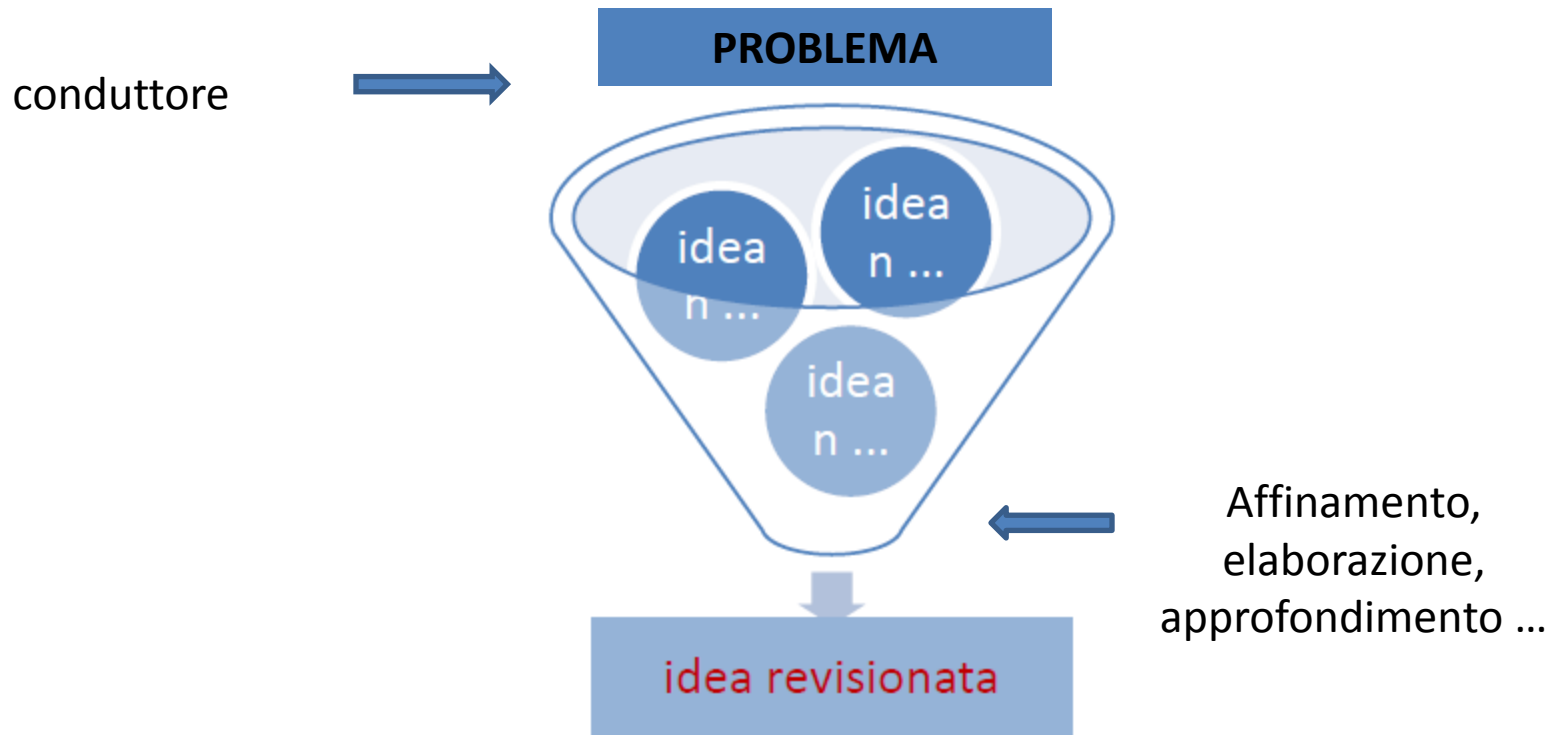 PROBLEMA
conduttore
idea
n ...
idea
n ...
idea
n ...
Affinamento,
elaborazione,
approfondimento ...
idea revisionata